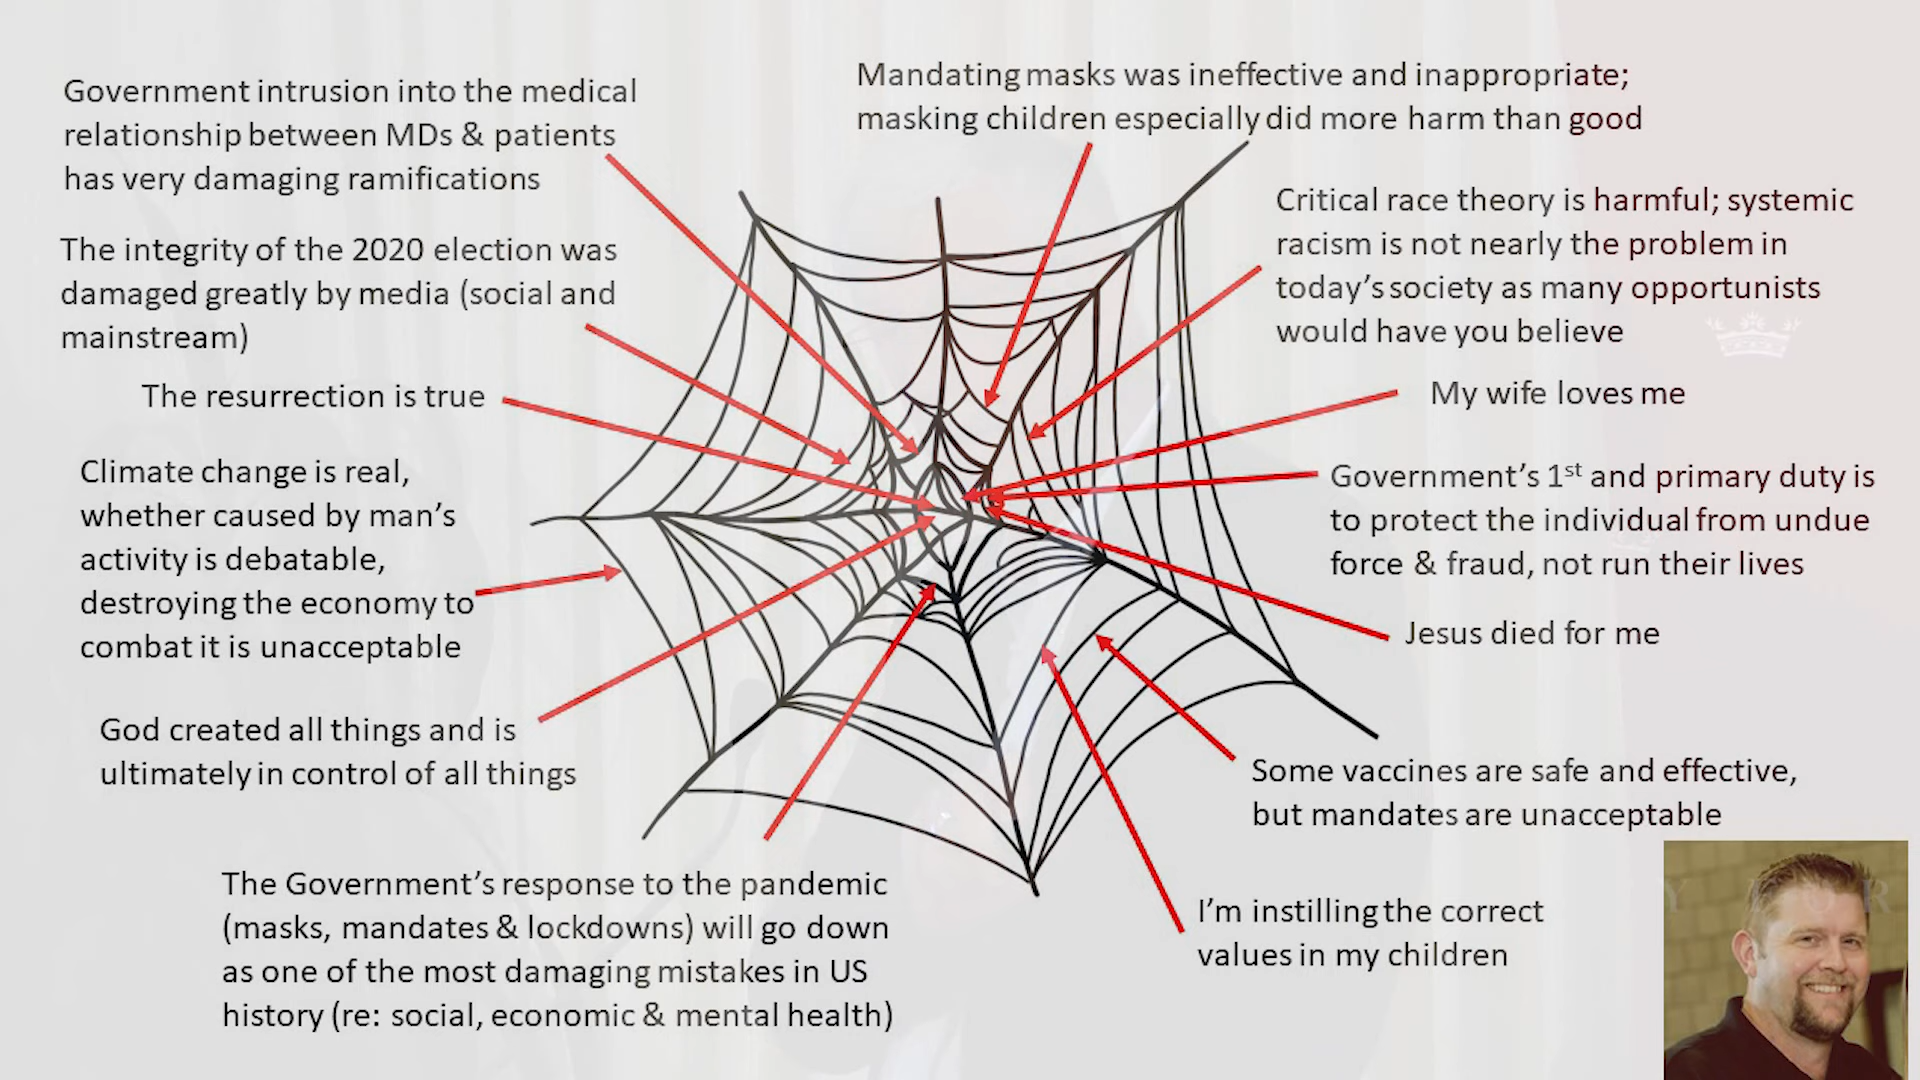 Government intrusion into the medical
relationship between MDs & patients
has very damaging ramifications
Mandating masks was ineffective and inappropriate;
masking children especially did more harm than good
The integrity of the 2020 election was
damaged greatly by media (social and
mainstream)
Critical race theory is harmful; systemic
racism is not nearly the problem in
today's society as many opportunists
would have you believe
The resurrection is true
My wife loves me
Climate change is real,
whether caused by man's
activity is debatable,
destroying the economy to
combat it is unacceptable
Government's 1st and primary duty is
to protect the individual from undue
force & fraud, not run their lives
Jesus died for me
God created all things and is
ultimately in control of all things
Some vaccines are safe and effective,
but mandates are unacceptable
The Government's response to the pandemic
(masks, mandates & lockdowns) will go down
as one of the most damaging mistakes in US
history (re: social, economic & mental health)
I'm instilling the correct
values in my children